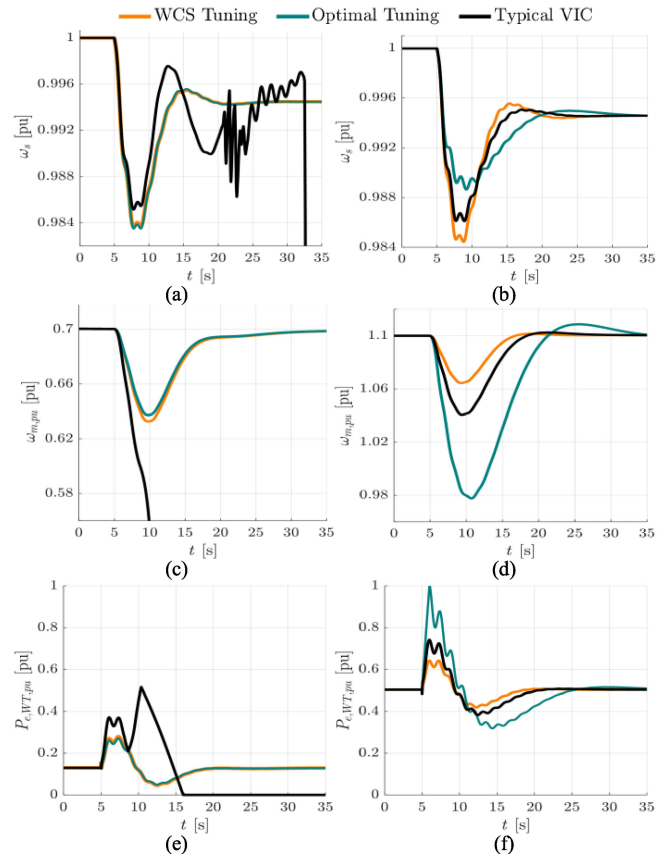 WCS Tuning Optimal Tuning Typical VIC
1
0.996
0.992
0.988
0.984
ω_s [pu]
0 5 10 15 20 25 30 35
t [s]
(a)
1
0.996
0.992
0.988
0.984
ω_s [pu]
0 5 10 15 20 25 30 35
t [s]
(b)
0.7
0.66
0.62
0.58
ω_{m,pu} [pu]
0 5 10 15 20 25 30 35
t [s]
(c)
1.1
1.06
1.02
0.98
ω_{m,pu} [pu]
0 5 10 15 20 25 30 35
t [s]
(d)
1
0.8
0.6
0.4
0.2
0
P_{e,WT,pu} [pu]
0 5 10 15 20 25 30 35
t [s]
(e)
1
0.8
0.6
0.4
0.2
0
P_{e,WT,pu} [pu]
0 5 10 15 20 25 30 35
t [s]
(f)